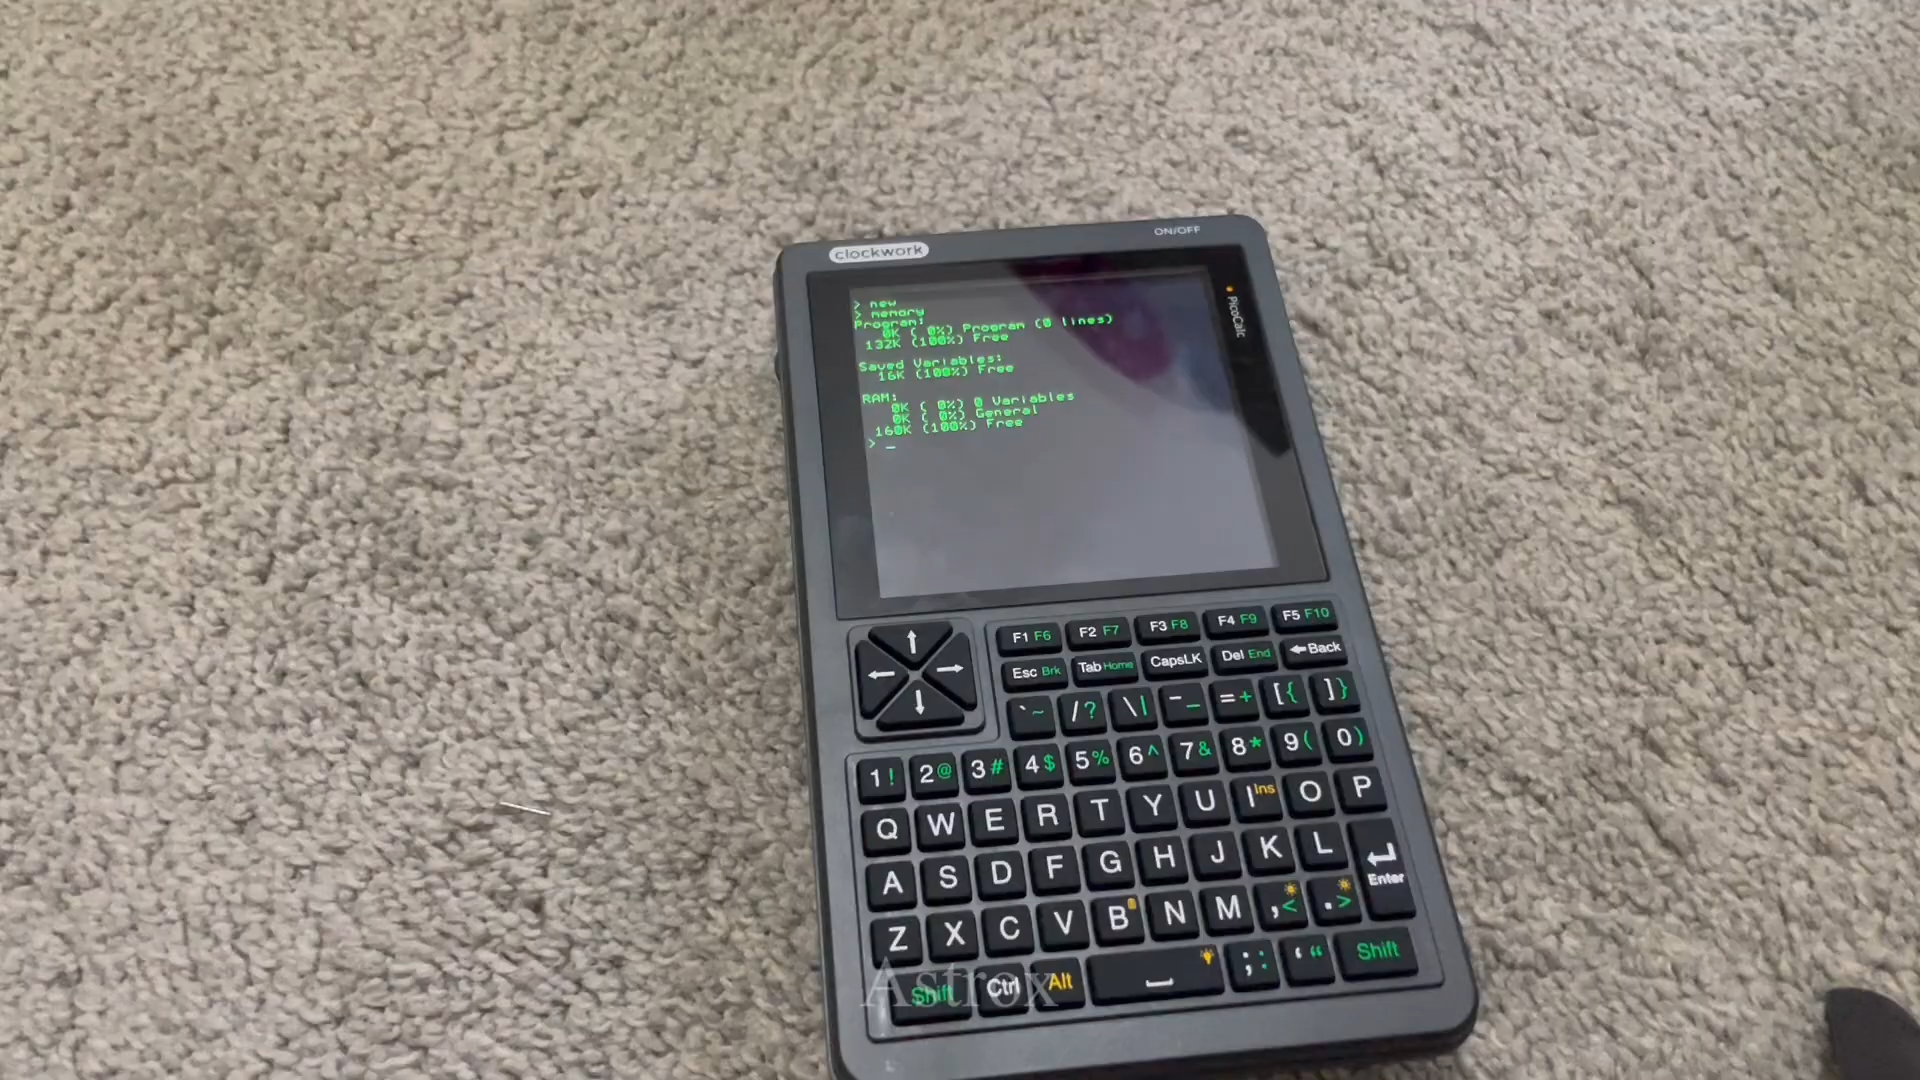 clockwork
ON/OFF
PicoCalc
> new
> memory
Program:
0K ( 0%) Program (0 lines)
132K (100%) Free
Saved Variables:
16K (100%) Free
RAM:
0K ( 0%) 0 Variables
0K ( 0%) General
160K (100%) Free
> _
F1 F6 F2 F7 F3 F8 F4 F9 F5 F10
Esc Brk Tab Home CapsLK Del End ←Back
` ~ / ? \ | - _ = + [ { ] }
1 ! 2 @ 3 # 4 $ 5 % 6 ^ 7 & 8 * 9 ( 0 )
Q W E R T Y U I Ins O P
A S D F G H J K L
Enter
Z X C V B N M , < . >
Shift Ctrl Alt ; : ' " Shift
Astrox